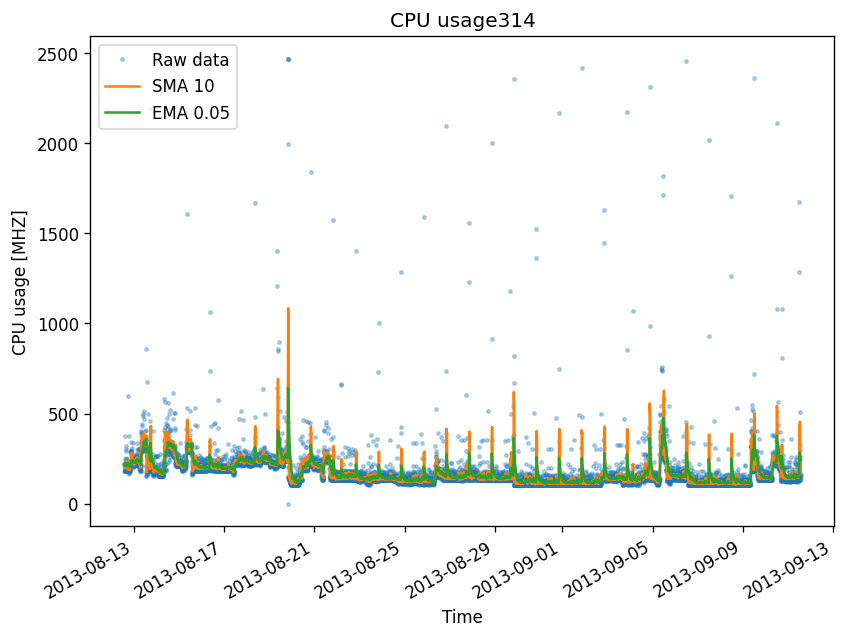 CPU usage314
2500
2000
1500
1000
500
0
CPU usage [MHZ]
Raw data
SMA 10
EMA 0.05
2013-08-13
2013-08-17
2013-08-21
2013-08-25
2013-08-29
2013-09-01
2013-09-05
2013-09-09
2013-09-13
Time